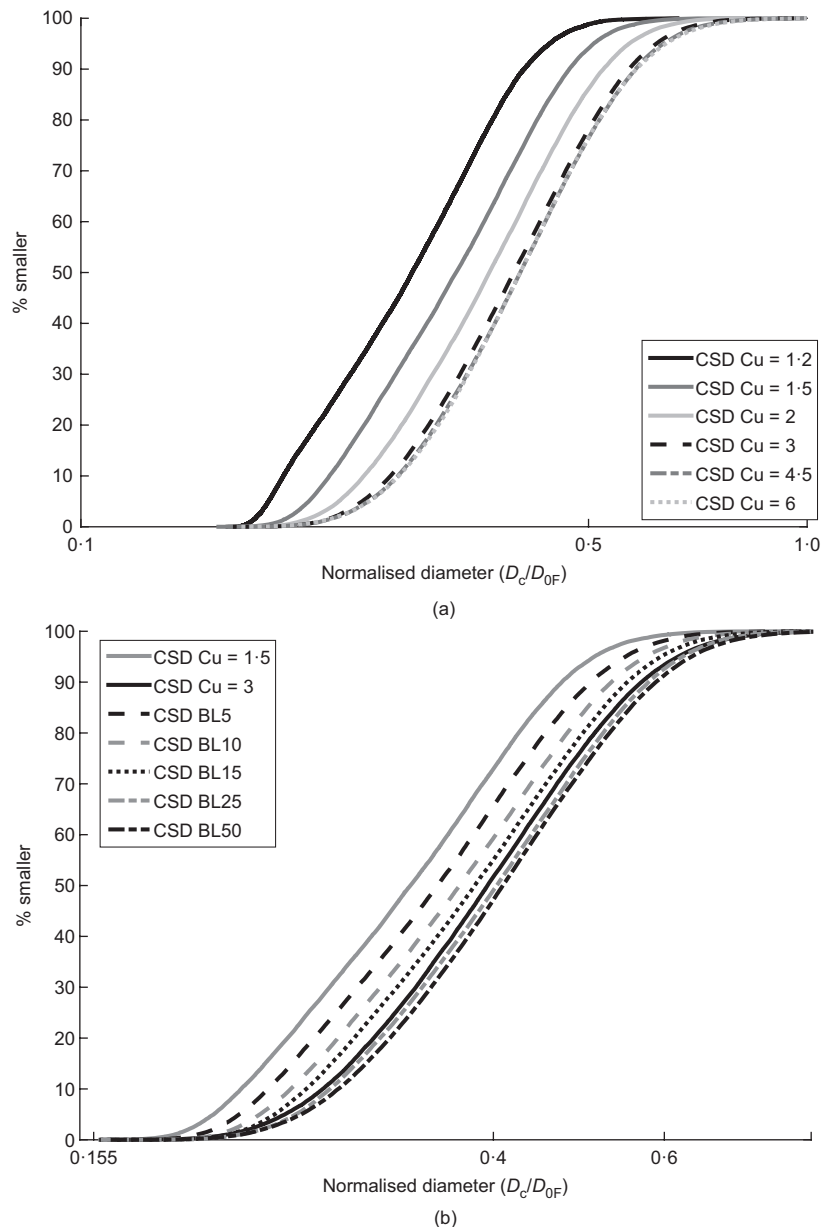 100
90
80
70
60
50
40
30
20
10
0
% smaller
0·1
0·5
1·0
Normalised diameter (Dc/D0F)
CSD Cu = 1·2
CSD Cu = 1·5
CSD Cu = 2
CSD Cu = 3
CSD Cu = 4·5
CSD Cu = 6
(a)
100
90
80
70
60
50
40
30
20
10
0
% smaller
CSD Cu = 1·5
CSD Cu = 3
CSD BL5
CSD BL10
CSD BL15
CSD BL25
CSD BL50
0·155
0·4
0·6
Normalised diameter (Dc/D0F)
(b)